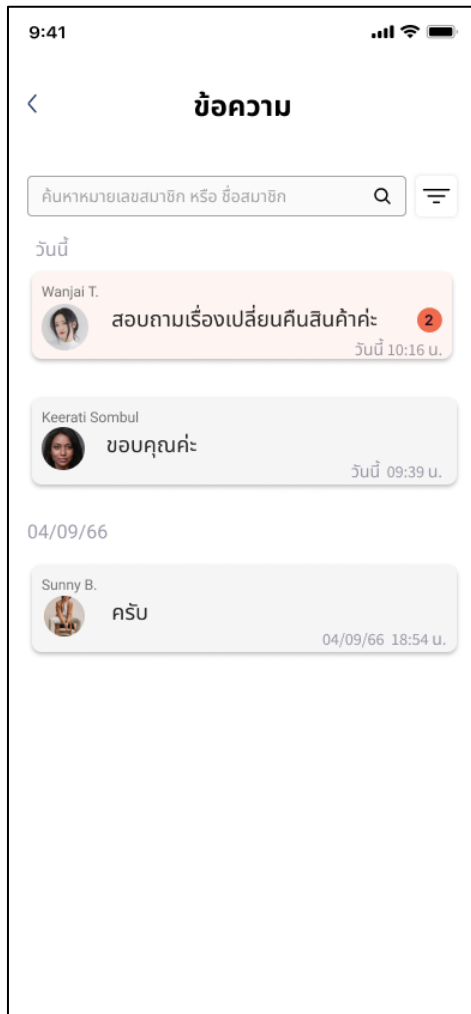 9:41
ข้อความ
ค้นหาหมายเลขสมาชิก หรือ ชื่อสมาชิก
วันนี้
Wanjai T.
สอบถามเรื่องเปลี่ยนคืนสินค้าค่ะ
2
วันนี้ 10:16 น.
Keerati Sombul
ขอบคุณค่ะ
วันนี้ 09:39 น.
04/09/66
Sunny B.
ครับ
04/09/66 18:54 น.